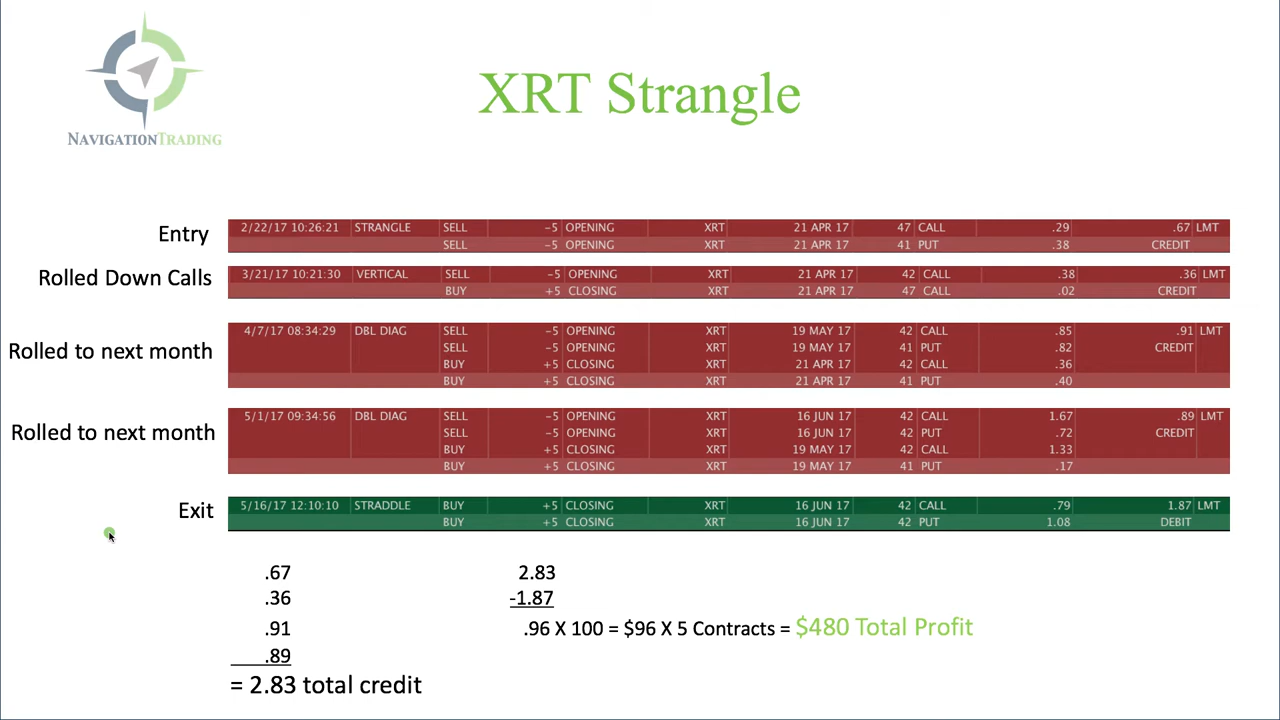 NAVIGATIONTRADING
XRT Strangle
Entry
2/22/17 10:26:21 STRANGLE SELL -5 OPENING XRT 21 APR 17 47 CALL .29 .67 LMT
SELL -5 OPENING XRT 21 APR 17 41 PUT .38 CREDIT
Rolled Down Calls
3/21/17 10:21:30 VERTICAL SELL -5 OPENING XRT 21 APR 17 42 CALL .38 .36 LMT
BUY +5 CLOSING XRT 21 APR 17 47 CALL .02 CREDIT
Rolled to next month
4/7/17 08:34:29 DBL DIAG SELL -5 OPENING XRT 19 MAY 17 42 CALL .85 .91 LMT
SELL -5 OPENING XRT 19 MAY 17 41 PUT .82 CREDIT
BUY +5 CLOSING XRT 21 APR 17 42 CALL .36
BUY +5 CLOSING XRT 21 APR 17 41 PUT .40
Rolled to next month
5/1/17 09:34:56 DBL DIAG SELL -5 OPENING XRT 16 JUN 17 42 CALL 1.67 .89 LMT
SELL -5 OPENING XRT 16 JUN 17 42 PUT .72 CREDIT
BUY +5 CLOSING XRT 19 MAY 17 42 CALL 1.33
BUY +5 CLOSING XRT 19 MAY 17 41 PUT .17
Exit
5/16/17 12:10:10 STRADDLE BUY +5 CLOSING XRT 16 JUN 17 42 CALL .79 1.87 LMT
BUY +5 CLOSING XRT 16 JUN 17 42 PUT 1.08 DEBIT
.67
.36
.91
.89
= 2.83 total credit
2.83
-1.87
.96 X 100 = $96 X 5 Contracts = $480 Total Profit